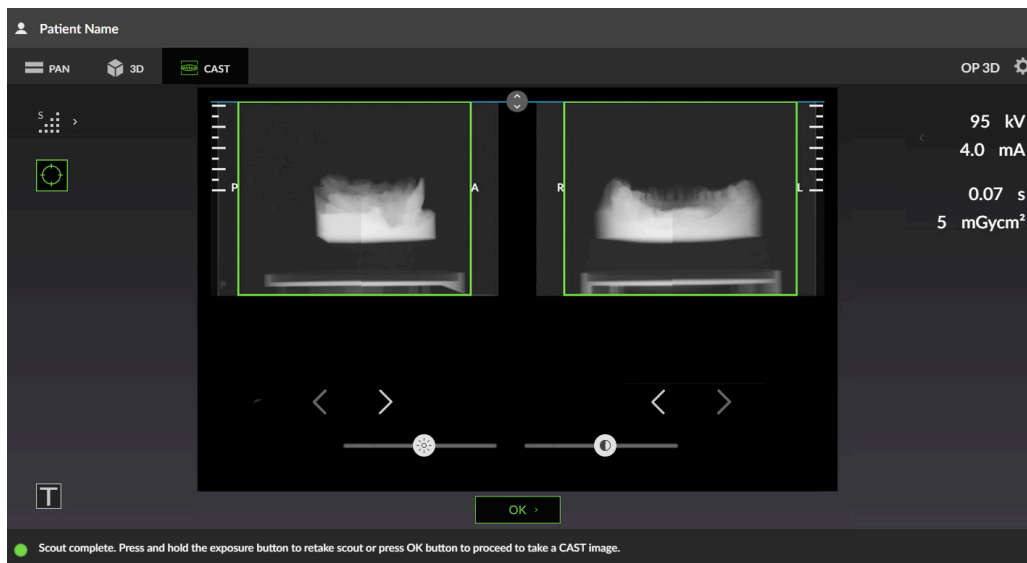 Patient Name
PAN 3D CAST OP 3D
S
95 kV
4.0 mA
P A R L
0.07 s
5 mGycm²
P
T
OK
Scout complete. Press and hold the exposure button to retake scout or press OK button to proceed to take a CAST image.